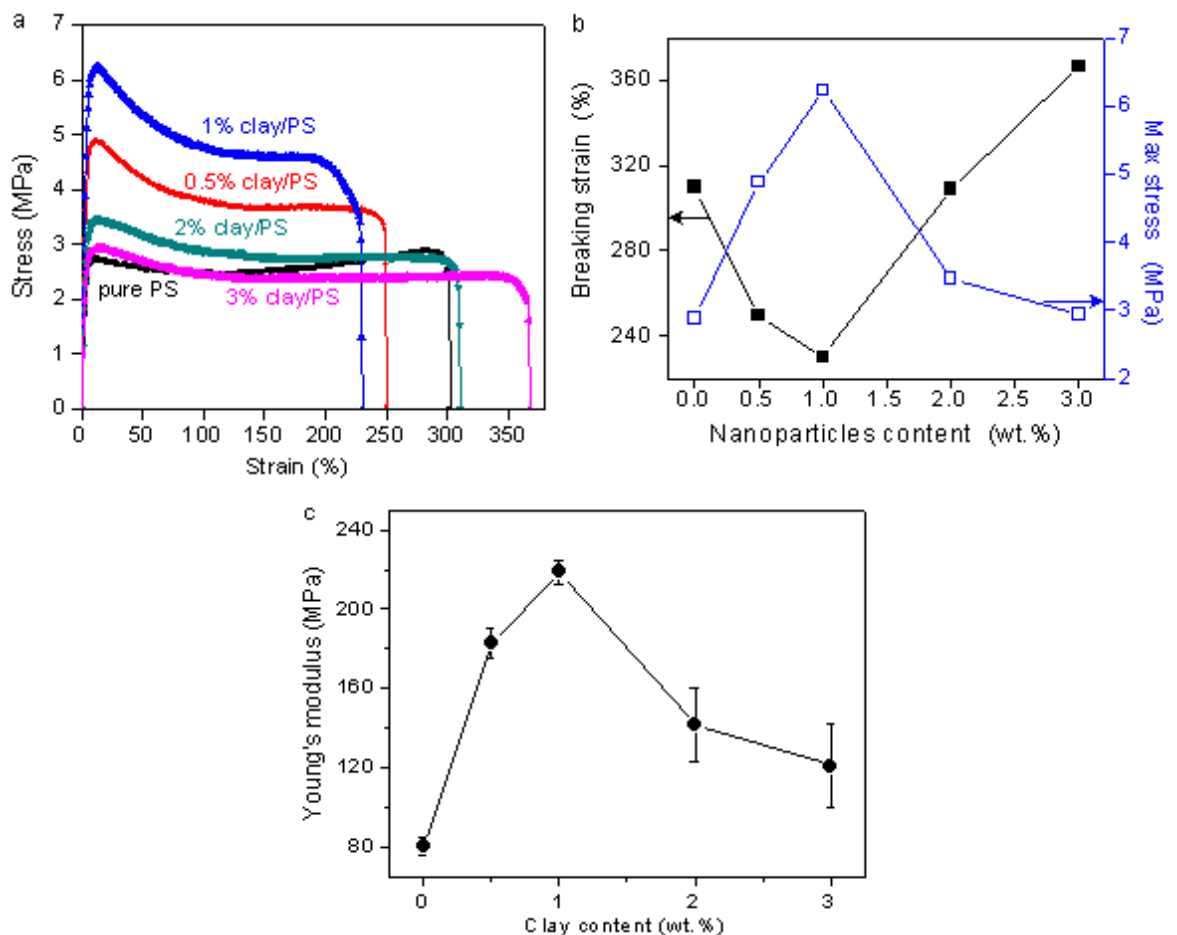 a
7
6
5
4
3
2
1
0
Stress (MPa)
1% clay/PS
0.5% clay/PS
2% clay/PS
pure PS
3% clay/PS
0 50 100 150 200 250 300 350
Strain (%)
b
360
320
280
240
Breaking strain (%)
7
6
5
4
3
2
Max stress (MPa)
0.0 0.5 1.0 1.5 2.0 2.5 3.0
Nanoparticles content (wt.%)
c
240
200
160
120
80
Young's modulus (MPa)
0 1 2 3
Clay content (wt.%)